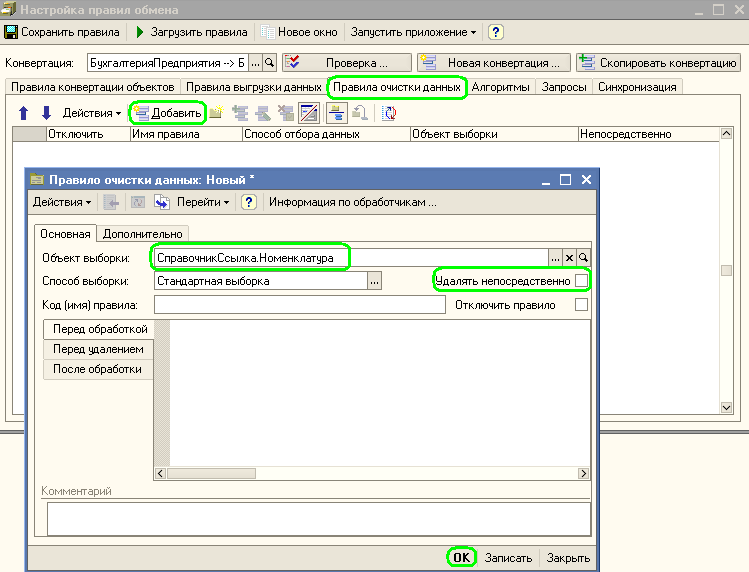 Настройка правил обмена
Сохранить правила Загрузить правила Новое окно Запустить приложение ?
Конвертация: БухгалтерияПредприятия --> Б ... Проверка ... Новая конвертация ... Скопировать конвертацию
Правила конвертации объектов Правила выгрузки данных Правила очистки данных Алгоритмы Запросы Синхронизация
Действия Добавить
Отключить Имя правила Способ отбора данных Объект выборки Непосредственно
Правило очистки данных: Новый *
Действия Перейти ? Информация по обработчикам ...
Основная Дополнительно
Объект выборки: СправочникСсылка.Номенклатура ...
Способ выборки: Стандартная выборка ... Удалять непосредственно
Код (имя) правила: Отключить правило
Перед обработкой
Перед удалением
После обработки
Комментарий
OK Записать Закрыть